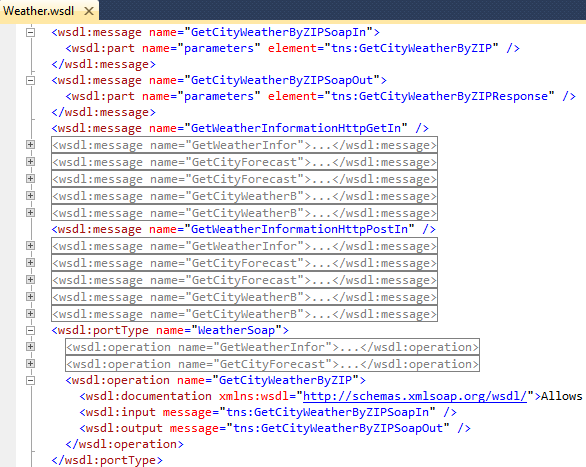 Weather.wsdl
<wsdl:message name="GetCityWeatherByZIPSoapIn">
<wsdl:part name="parameters" element="tns:GetCityWeatherByZIP" />
</wsdl:message>
<wsdl:message name="GetCityWeatherByZIPSoapOut">
<wsdl:part name="parameters" element="tns:GetCityWeatherByZIPResponse" />
</wsdl:message>
<wsdl:message name="GetWeatherInformationHttpGetIn" />
<wsdl:message name="GetWeatherInfor">...</wsdl:message>
<wsdl:message name="GetCityForecast">...</wsdl:message>
<wsdl:message name="GetCityForecast">...</wsdl:message>
<wsdl:message name="GetCityWeatherB">...</wsdl:message>
<wsdl:message name="GetCityWeatherB">...</wsdl:message>
<wsdl:message name="GetWeatherInformationHttpPostIn" />
<wsdl:message name="GetWeatherInfor">...</wsdl:message>
<wsdl:message name="GetCityForecast">...</wsdl:message>
<wsdl:message name="GetCityForecast">...</wsdl:message>
<wsdl:message name="GetCityWeatherB">...</wsdl:message>
<wsdl:message name="GetCityWeatherB">...</wsdl:message>
<wsdl:portType name="WeatherSoap">
<wsdl:operation name="GetWeatherInfor">...</wsdl:operation>
<wsdl:operation name="GetCityForecast">...</wsdl:operation>
<wsdl:operation name="GetCityWeatherByZIP">
<wsdl:documentation xmlns:wsdl="http://schemas.xmlsoap.org/wsdl/">Allows
<wsdl:input message="tns:GetCityWeatherByZIPSoapIn" />
<wsdl:output message="tns:GetCityWeatherByZIPSoapOut" />
</wsdl:operation>
</wsdl:portType>